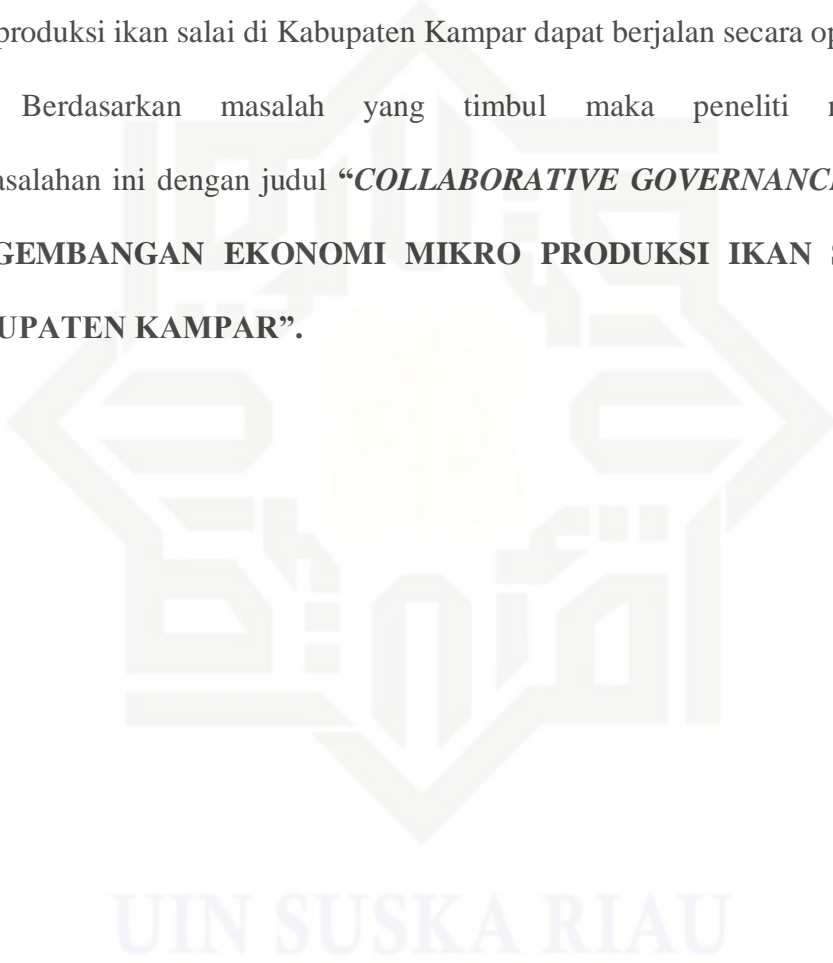 produksi ikan salai di Kabupaten Kampar dapat berjalan secara op
Berdasarkan masalah yang timbul maka peneliti
asalahan ini dengan judul “COLLABORATIVE GOVERNANC
GEMBANGAN EKONOMI MIKRO PRODUKSI IKAN
UPATEN KAMPAR”.
UIN SUSKA RIAU